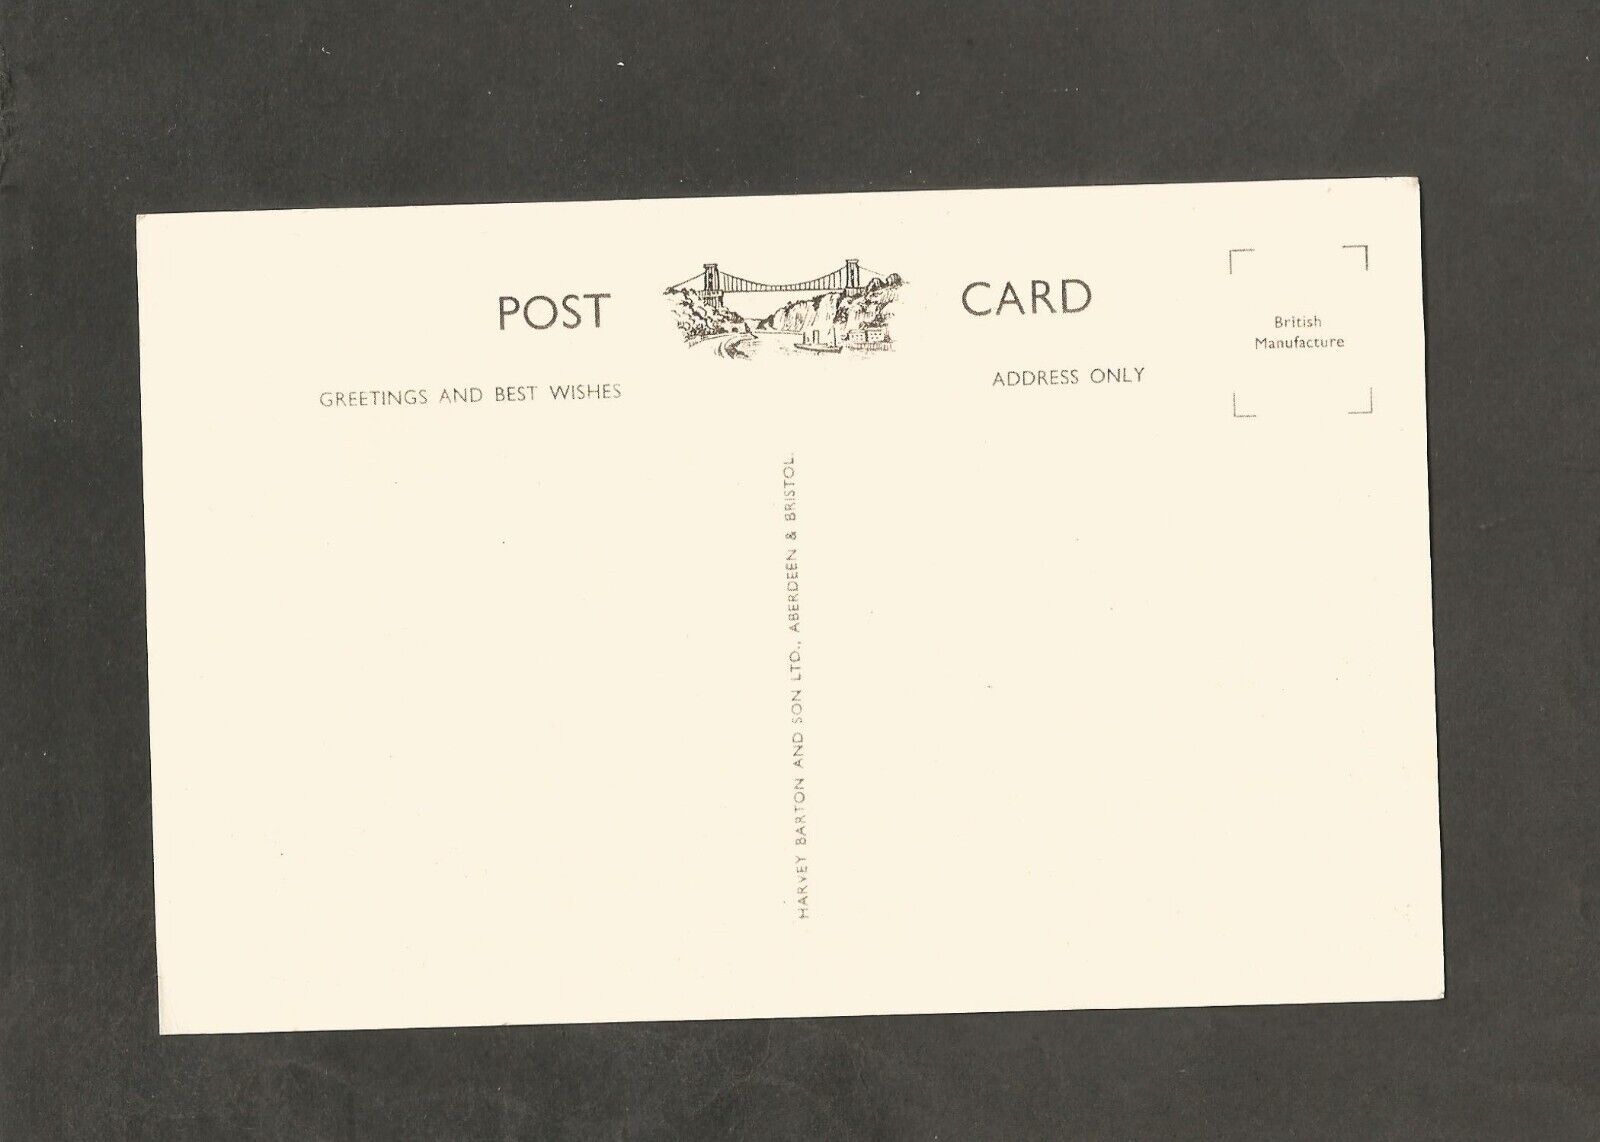 POST CARD
British
Manufacture
GREETINGS AND BEST WISHES
ADDRESS ONLY
HARVEY BARTON AND SON LTD., ABERDEEN & BRISTOL.